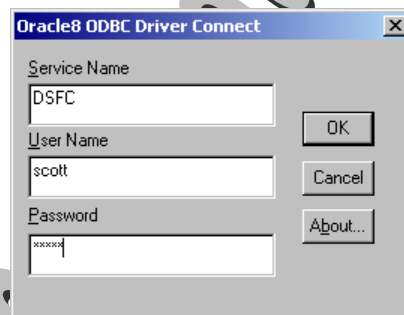 Oracle8 ODBC Driver Connect
Service Name
DSFC
OK
User Name
scott
Cancel
Password
About...
*****